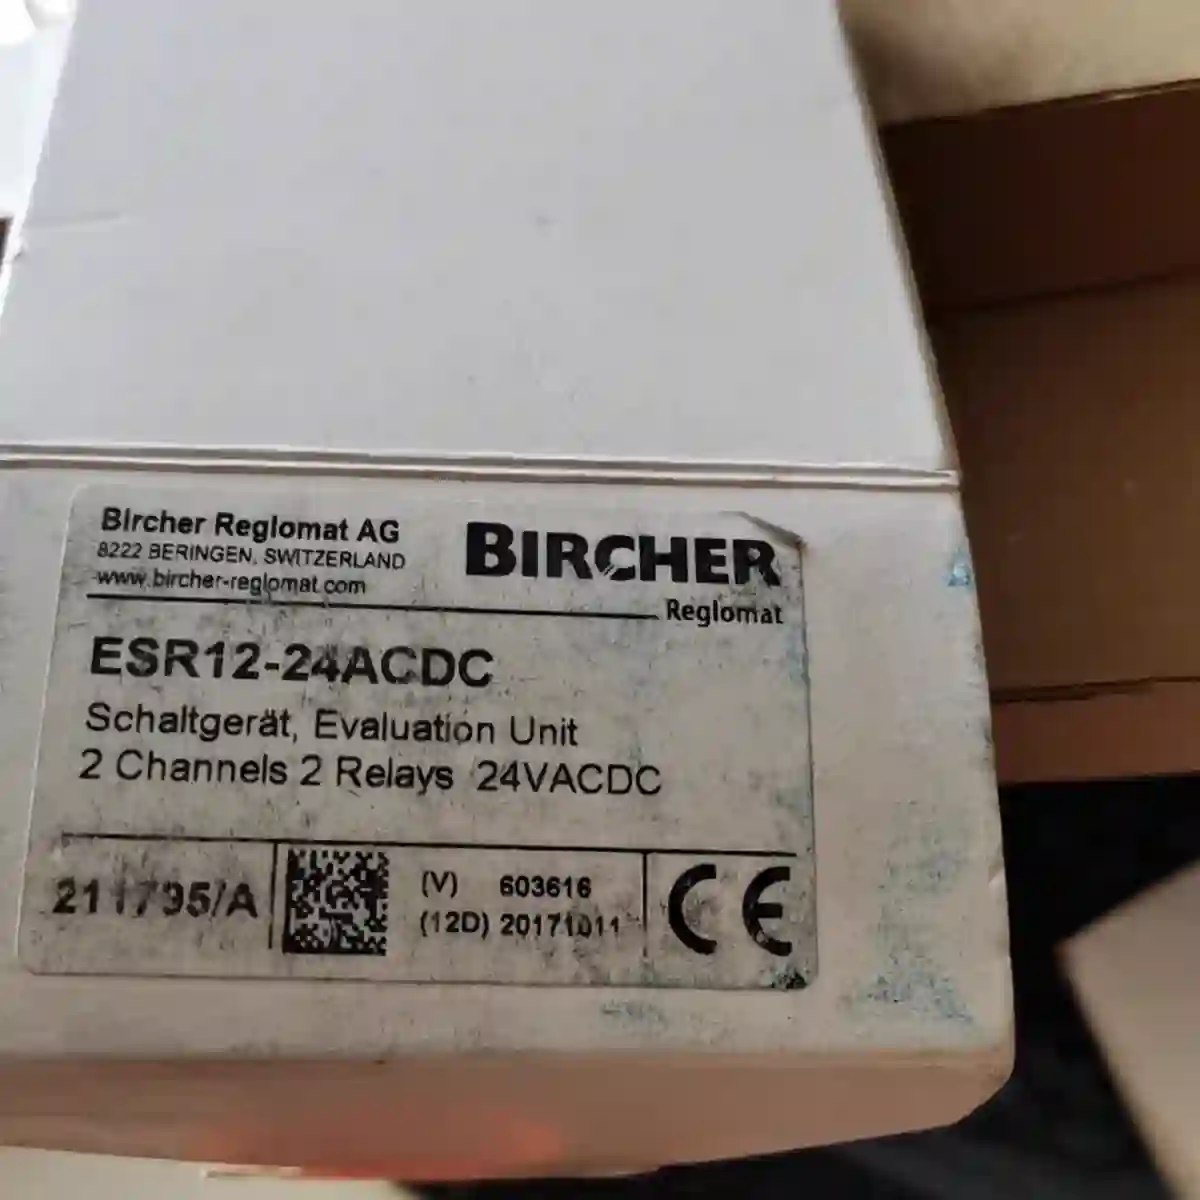 Bircher Reglomat AG
8222 BERINGEN, SWITZERLAND
www.bircher-reglomat.com
BIRCHER
Reglomat
ESR12-24ACDC
Schaltgerät, Evaluation Unit
2 Channels 2 Relays 24VACDC
211795/A
(V) 603616
(12D) 20171011
CE